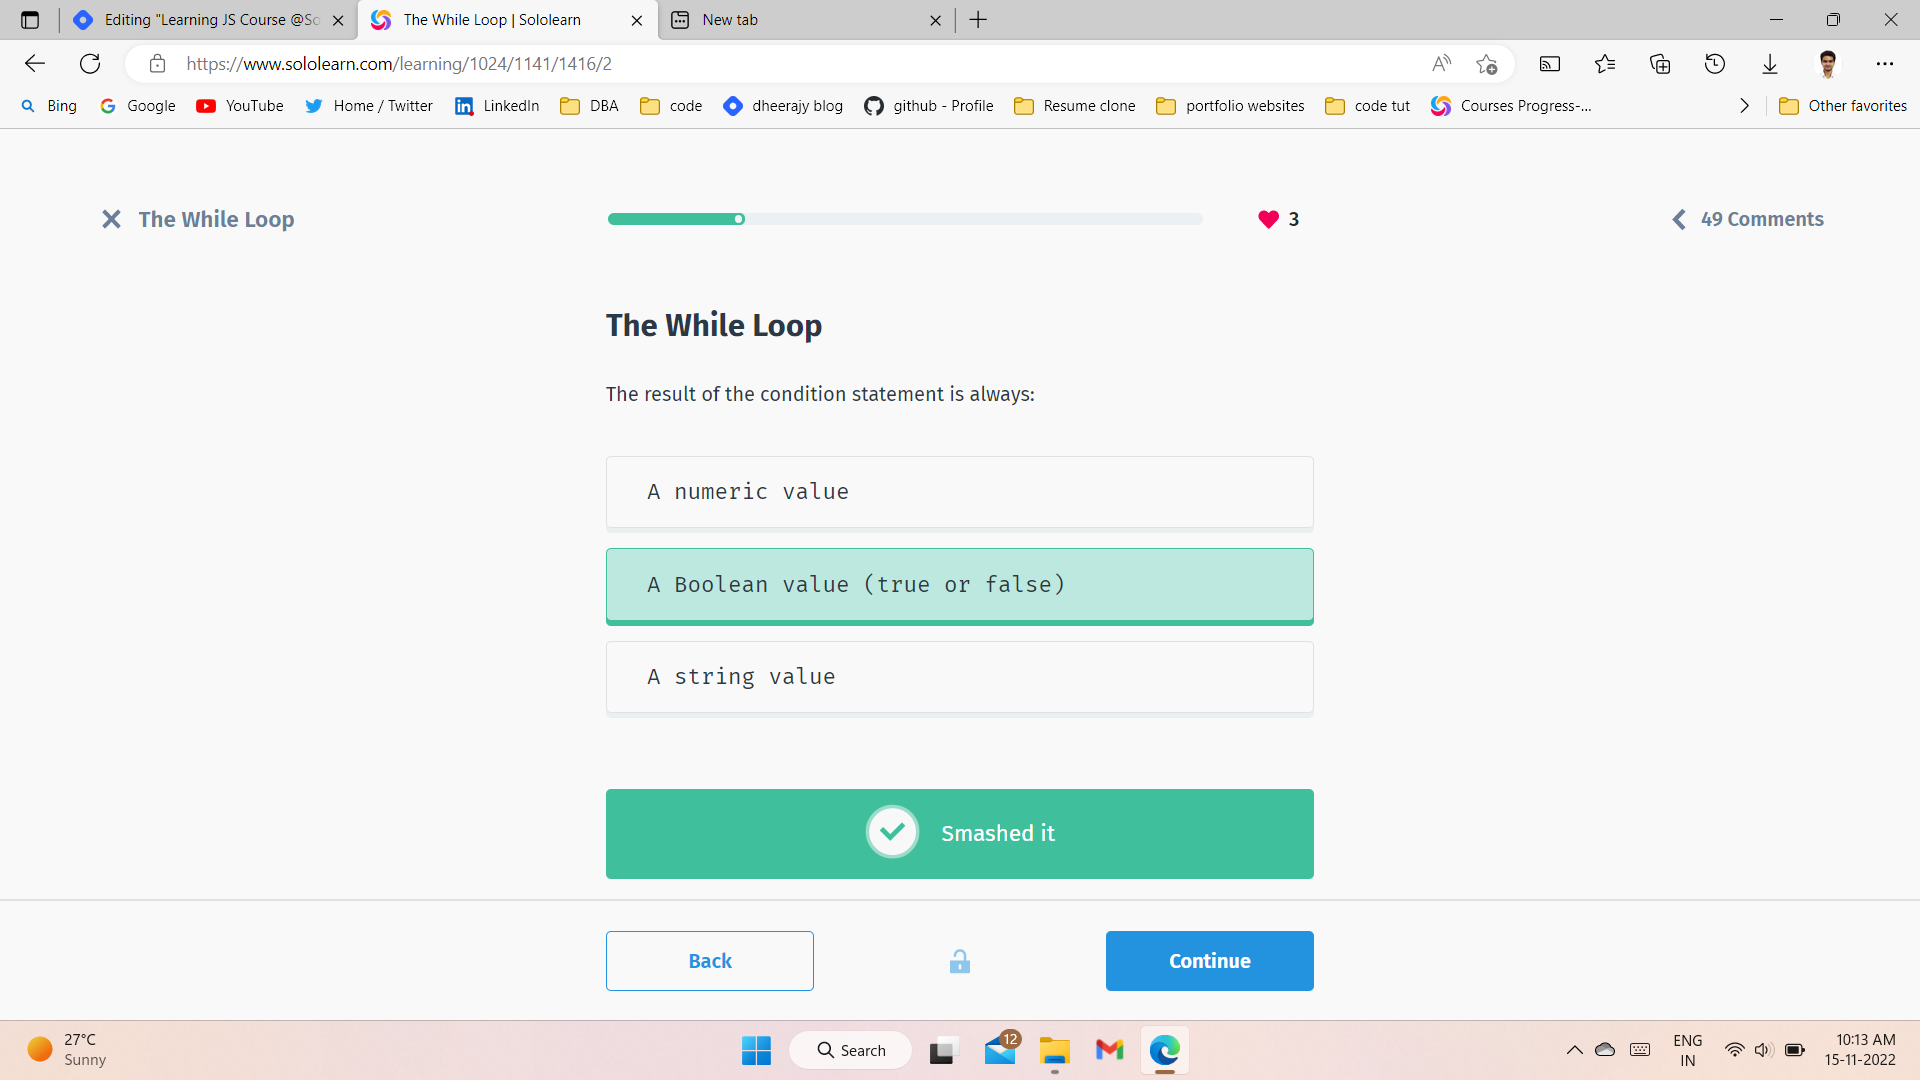 Editing "Learning JS Course @So
The While Loop | Sololearn
New tab
https://www.sololearn.com/learning/1024/1141/1416/2
Bing
Google
YouTube
Home / Twitter
LinkedIn
DBA
code
dheerajy blog
github - Profile
Resume clone
portfolio websites
code tut
Courses Progress-...
Other favorites
The While Loop
3
49 Comments
The While Loop
The result of the condition statement is always:
A numeric value
A Boolean value (true or false)
A string value
Smashed it
Back
Continue
27°C
Sunny
Search
12
ENG
IN
10:13 AM
15-11-2022